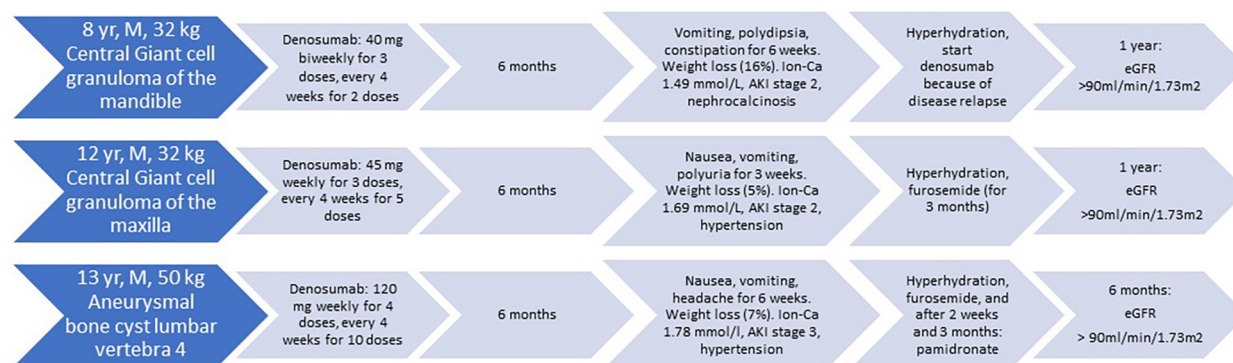 8 yr, M, 32 kg
Central Giant cell
granuloma of the
mandible
Denosumab: 40 mg
biweekly for 3
doses, every 4
weeks for 2 doses
6 months
Vomiting, polydipsia,
constipation for 6 weeks.
Weight loss (16%). Ion-Ca
1.49 mmol/L, AKI stage 2,
nephrocalcinosis
Hyperhydration,
start
denosumab
because of
disease relapse
1 year:
eGFR
>90ml/min/1.73m2
12 yr, M, 32 kg
Central Giant cell
granuloma of the
maxilla
Denosumab: 45 mg
weekly for 3 doses,
every 4 weeks for 5
doses
6 months
Nausea, vomiting,
polyuria for 3 weeks.
Weight loss (5%). Ion-Ca
1.69 mmol/L, AKI stage 2,
hypertension
Hyperhydration,
furosemide (for
3 months)
1 year:
eGFR
>90ml/min/1.73m2
13 yr, M, 50 kg
Aneurysmal
bone cyst lumbar
vertebra 4
Denosumab: 120
mg weekly for 4
doses, every 4
weeks for 10 doses
6 months
Nausea, vomiting,
headache for 6 weeks.
Weight loss (7%). Ion-Ca
1.78 mmol/l, AKI stage 3,
hypertension
Hyperhydration,
furosemide, and
after 2 weeks
and 3 months:
pamidronate
6 months:
eGFR
> 90ml/min/1.73m2